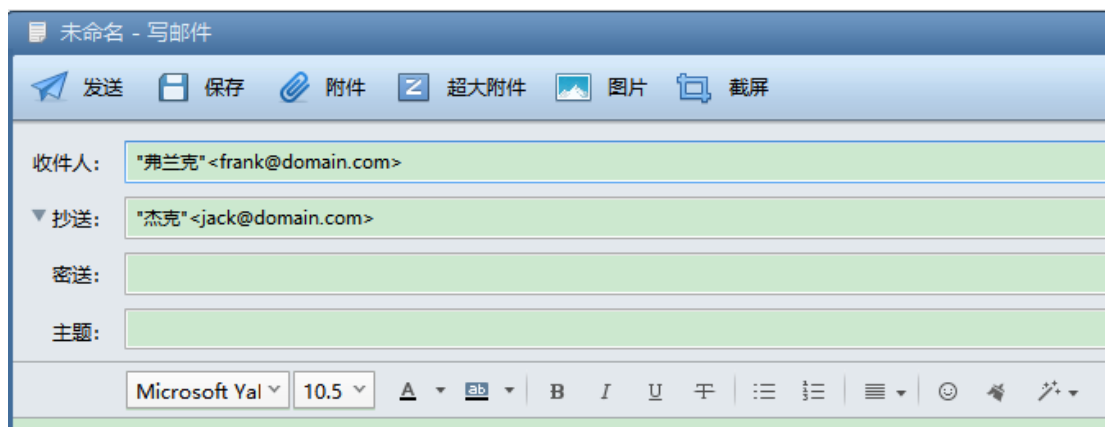 未命名 - 写邮件
发送 保存 附件 超大附件 图片 截屏
收件人: "弗兰克"<frank@domain.com>
抄送: "杰克"<jack@domain.com>
密送:
主题:
Microsoft Yal 10.5 A ab B I U T